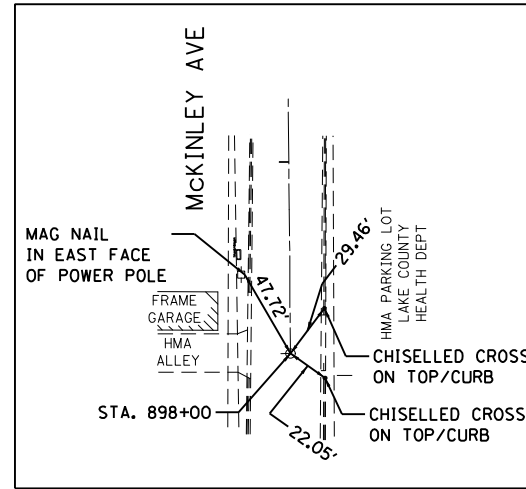 McKINLEY AVE
MAG NAIL
IN EAST FACE
OF POWER POLE
47.72'
29.46'
HMA PARKING LOT
LAKE COUNTY
HEALTH DEPT
FRAME
GARAGE
HMA
ALLEY
CHISELLED CROSS
ON TOP/CURB
STA. 898+00
22.05'
CHISELLED CROSS
ON TOP/CURB